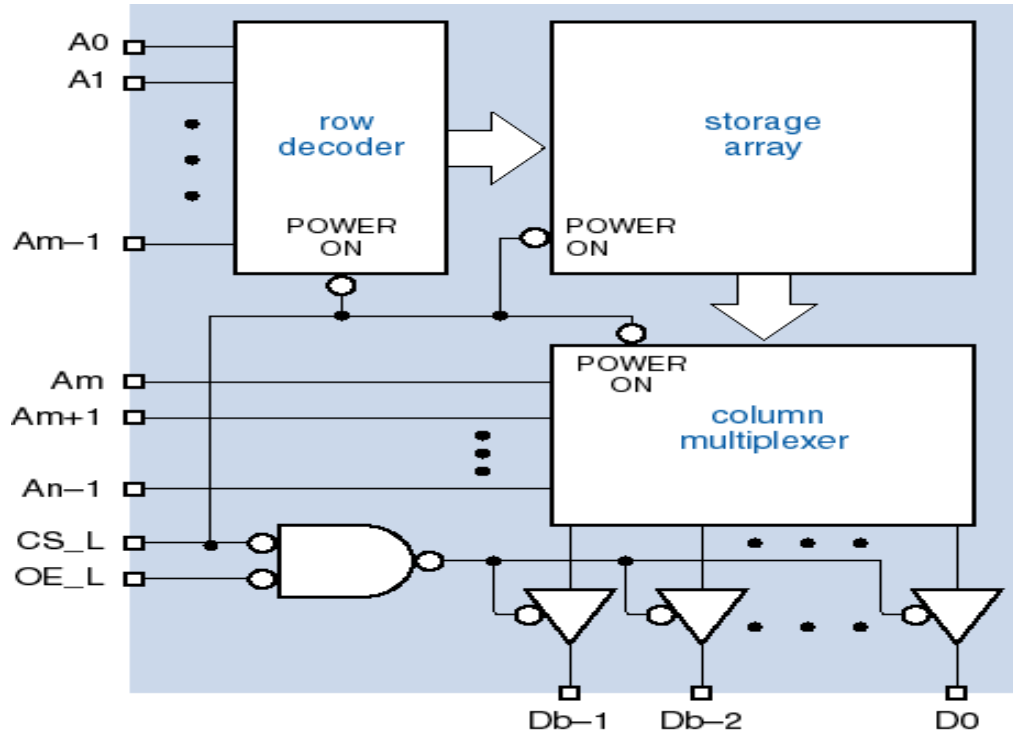 A0
A1
row
decoder
storage
array
Am–1
POWER
ON
POWER
ON
Am
POWER
ON
Am+1
column
multiplexer
An–1
CS_L
OE_L
Db–1
Db–2
D0